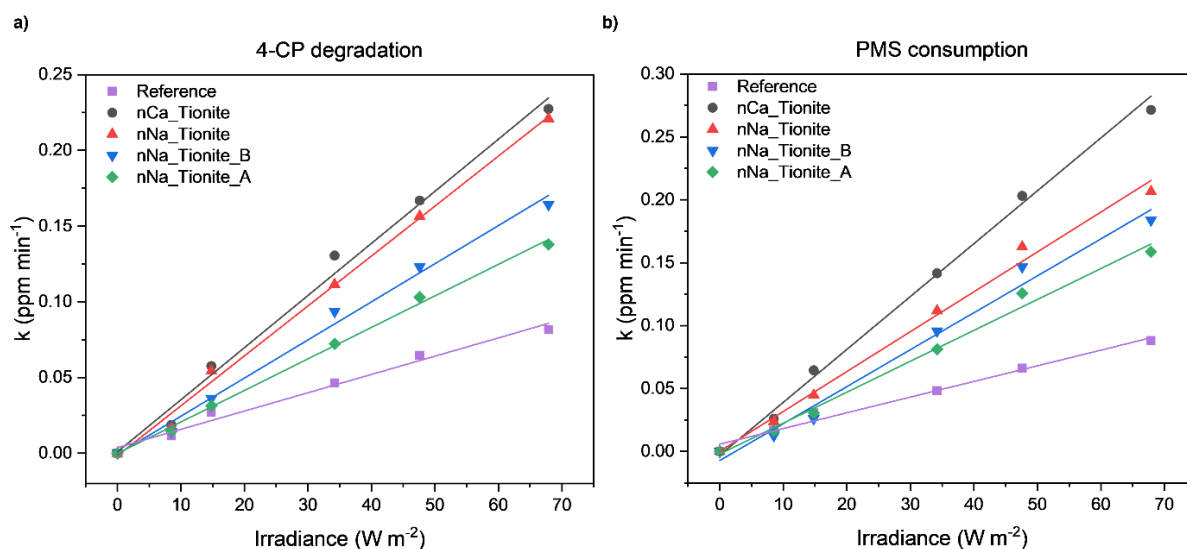 a)
4-CP degradation
0.25
0.20
0.15
0.10
0.05
0.00
k (ppm min⁻¹)
Reference
nCa_Tionite
nNa_Tionite
nNa_Tionite_B
nNa_Tionite_A
0 10 20 30 40 50 60 70
Irradiance (W m⁻²)
b)
PMS consumption
0.30
0.25
0.20
0.15
0.10
0.05
0.00
k (ppm min⁻¹)
Reference
nCa_Tionite
nNa_Tionite
nNa_Tionite_B
nNa_Tionite_A
0 10 20 30 40 50 60 70
Irradiance (W m⁻²)